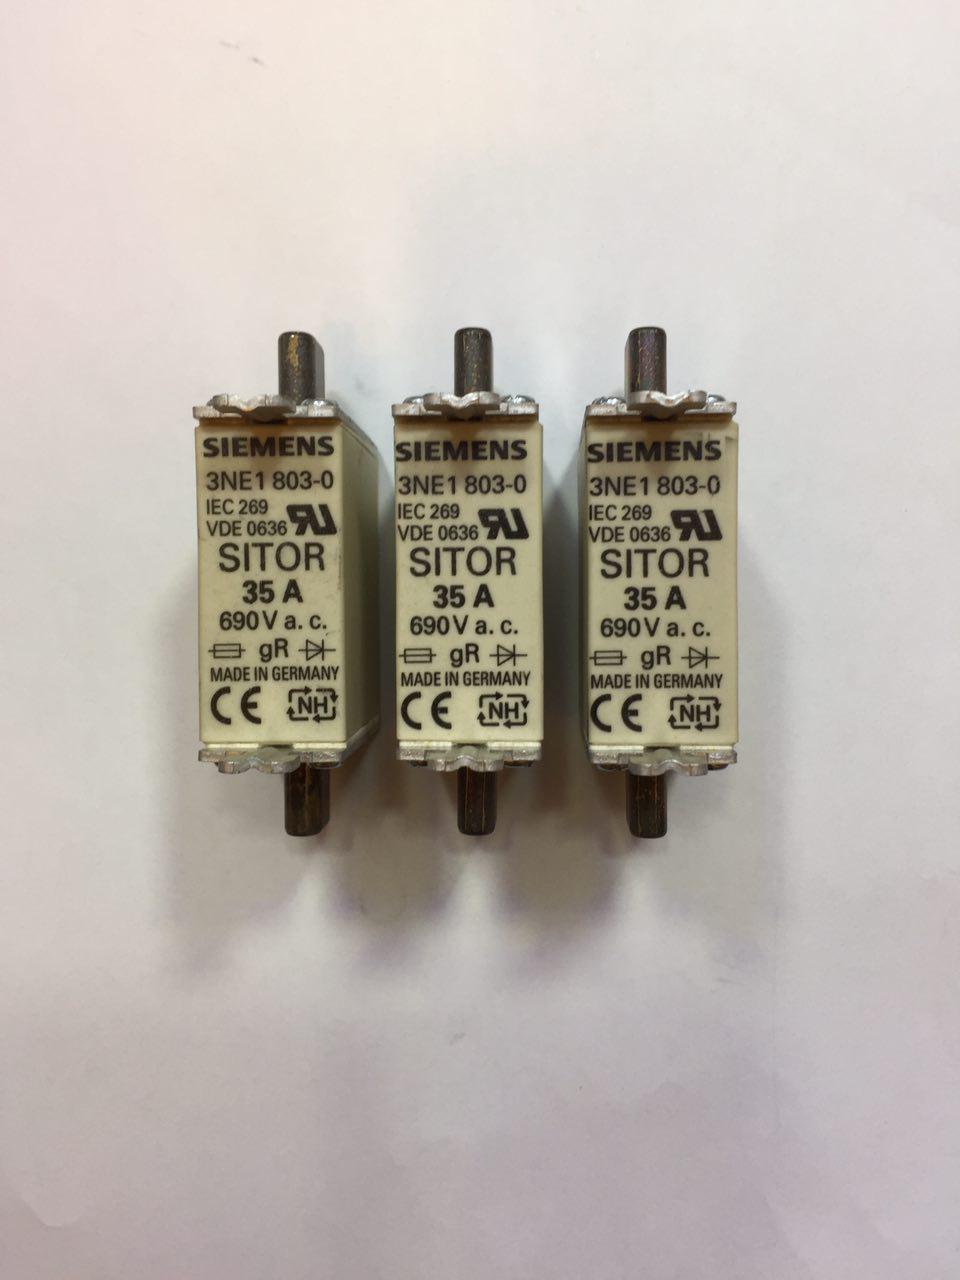 SIEMENS
3NE1 803-0
IEC 269
VDE 0636
SITOR
35 A
690V a. c.
gR
MADE IN GERMANY
CE NH
SIEMENS
3NE1 803-0
IEC 269
VDE 0636
SITOR
35 A
690V a. c.
gR
MADE IN GERMANY
CE NH
SIEMENS
3NE1 803-0
IEC 269
VDE 0636
SITOR
35 A
690V a. c.
gR
MADE IN GERMANY
CE NH